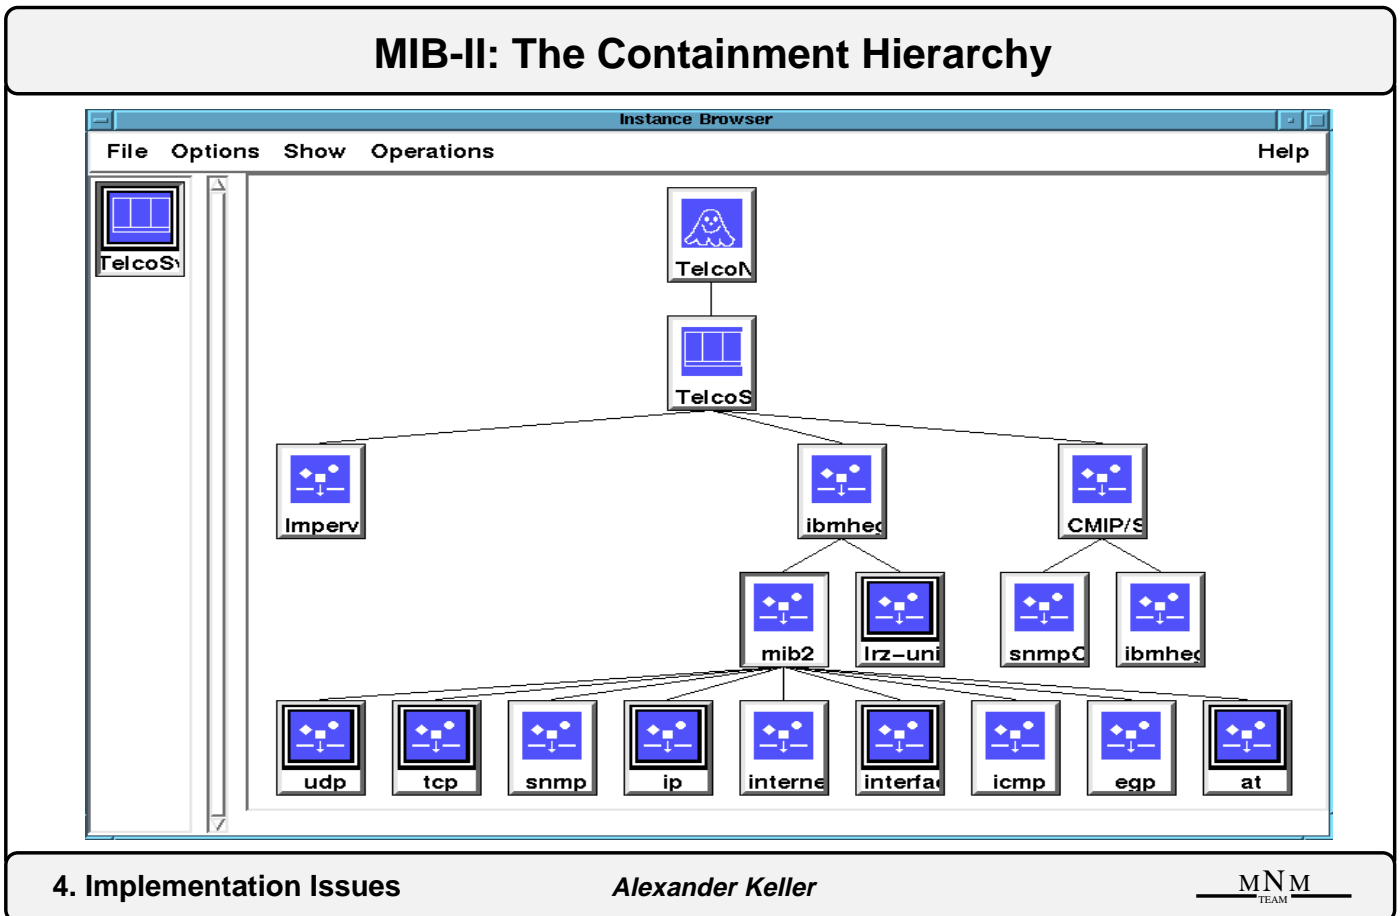 MIB-II: The Containment Hierarchy
Instance Browser
File Options Show Operations Help
TelcoS
TelcoN
TelcoS
Imperv
ibmheg
CMIP/S
mib2
lrz-uni
snmpC
ibmheg
udp
tcp
snmp
ip
interne
interfac
icmp
egp
at
4. Implementation Issues
Alexander Keller
MNM
TEAM